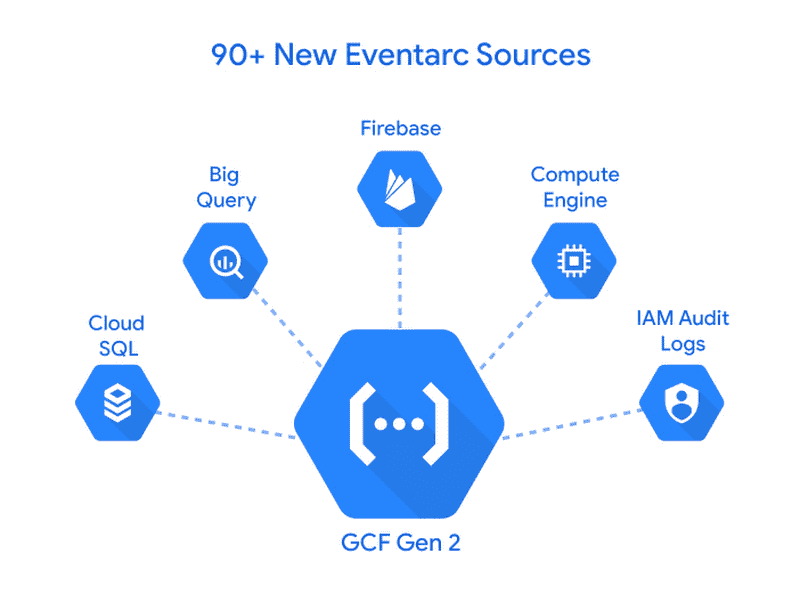 90+ New Eventarc Sources
Firebase
Big
Query
Compute
Engine
Cloud
SQL
IAM Audit
Logs
GCF Gen 2